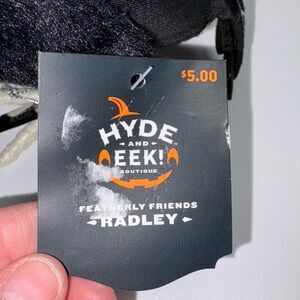 $5.00
HYDE
AND
EEK!
BOUTIQUE
FEATHERLY FRIENDS
RADLEY